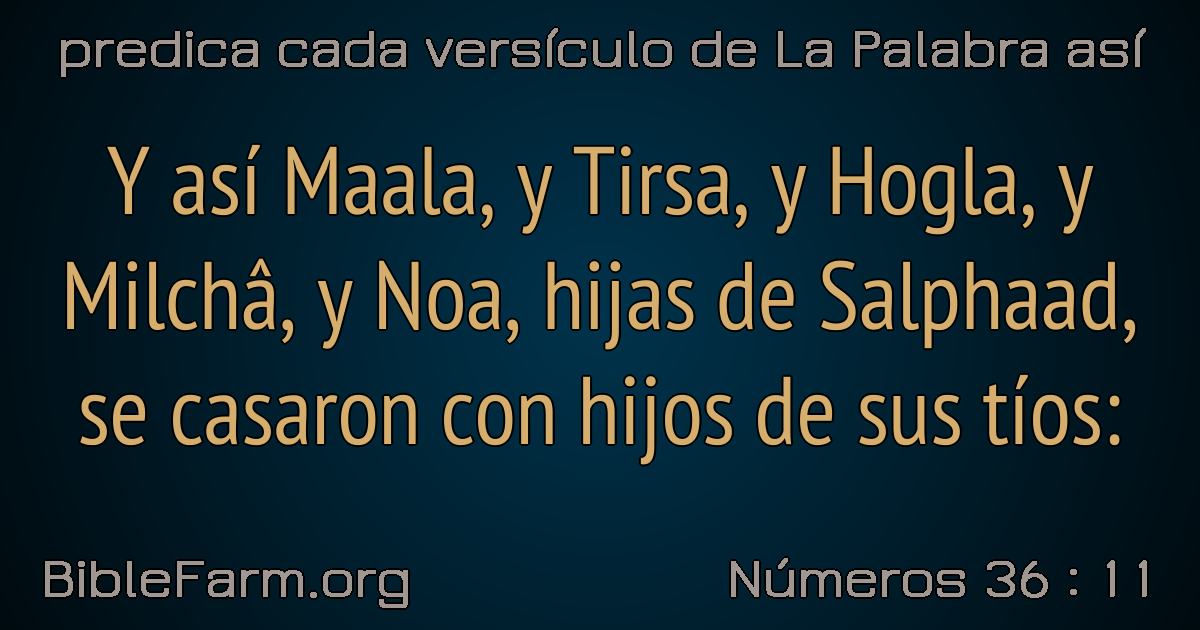 predica cada versículo de La Palabra así
Y así Maala, y Tirsa, y Hogla, y
Milchâ, y Noa, hijas de Salphaad,
se casaron con hijos de sus tíos:
BibleFarm.org
Números 36 : 11